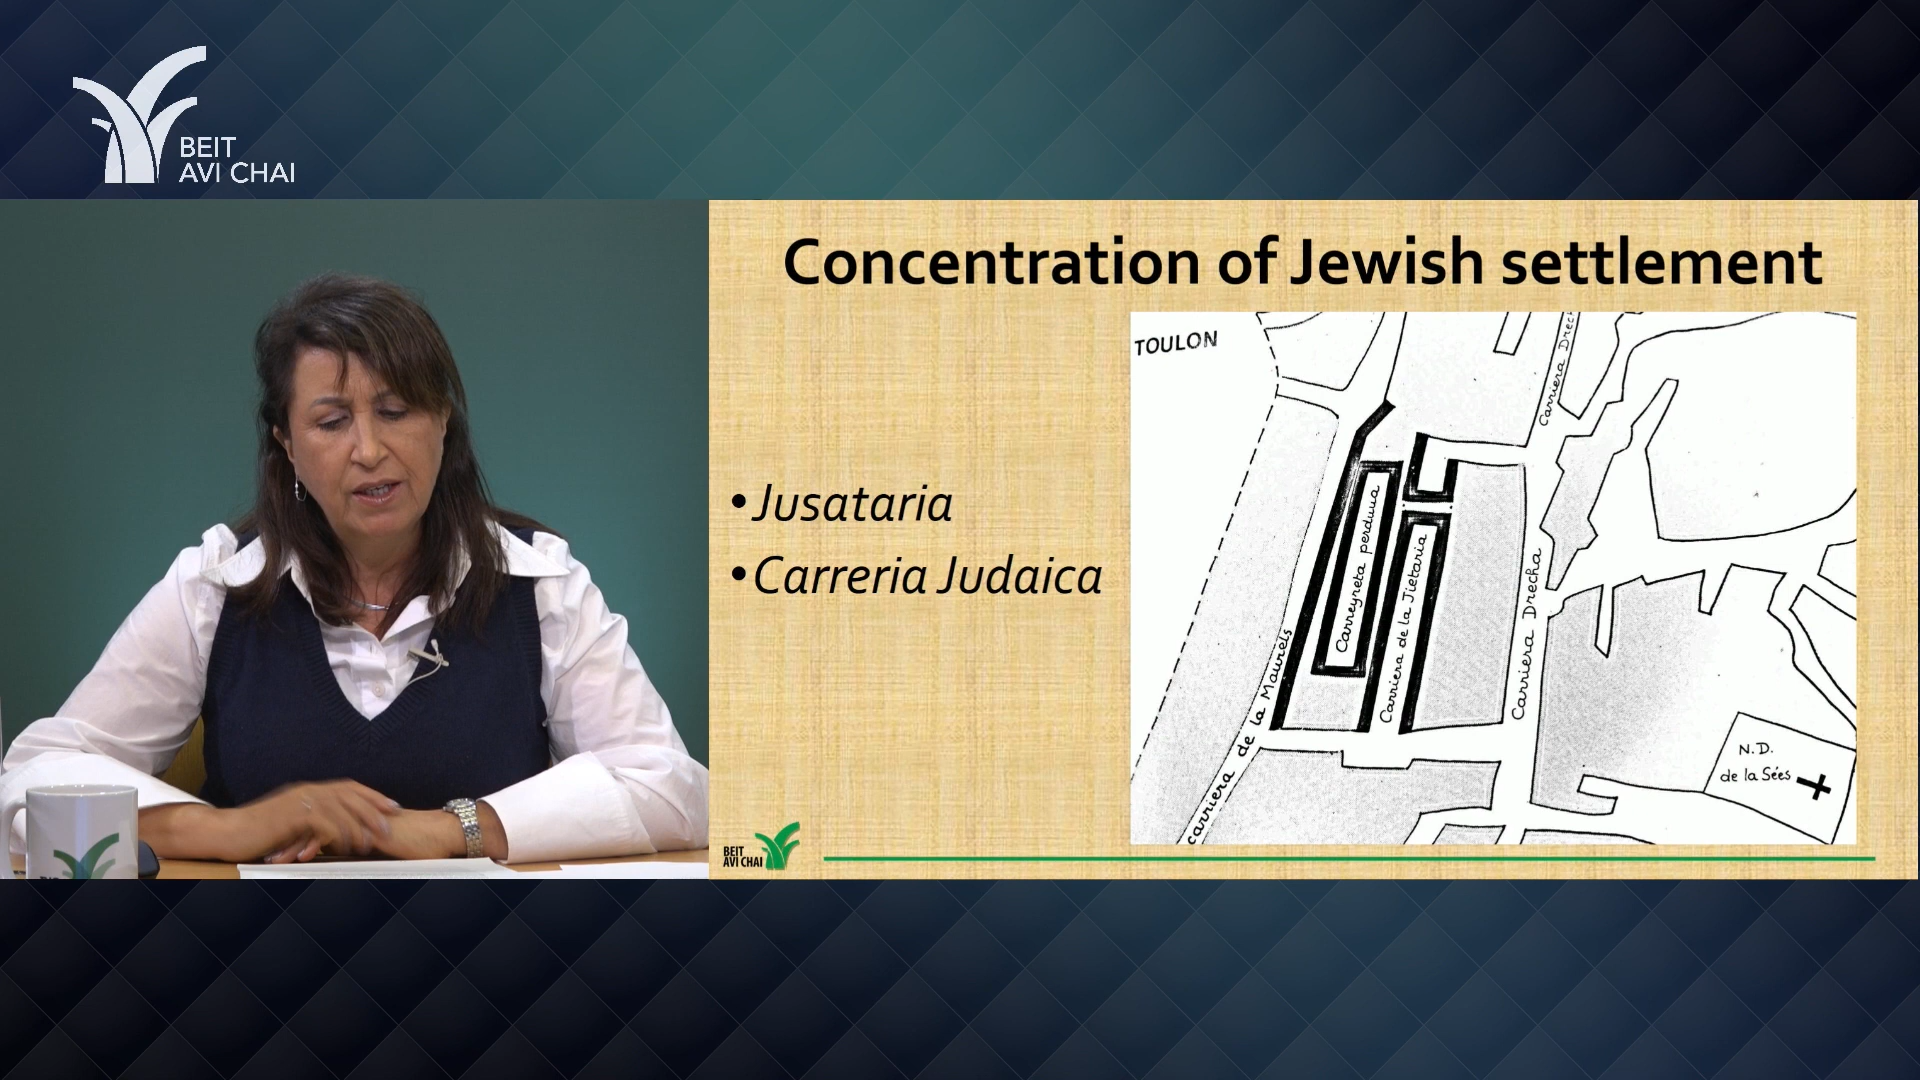 BEIT
AVI CHAI
Concentration of Jewish settlement
• Jusataria
• Carreria Judaica
TOULON
Carriera Drech
Carreyneta perduua
Carriera de la Jietaria
Carriera Drecha
carriera de la Maurels
N.D.
de la Sées
BEIT
AVI CHAI